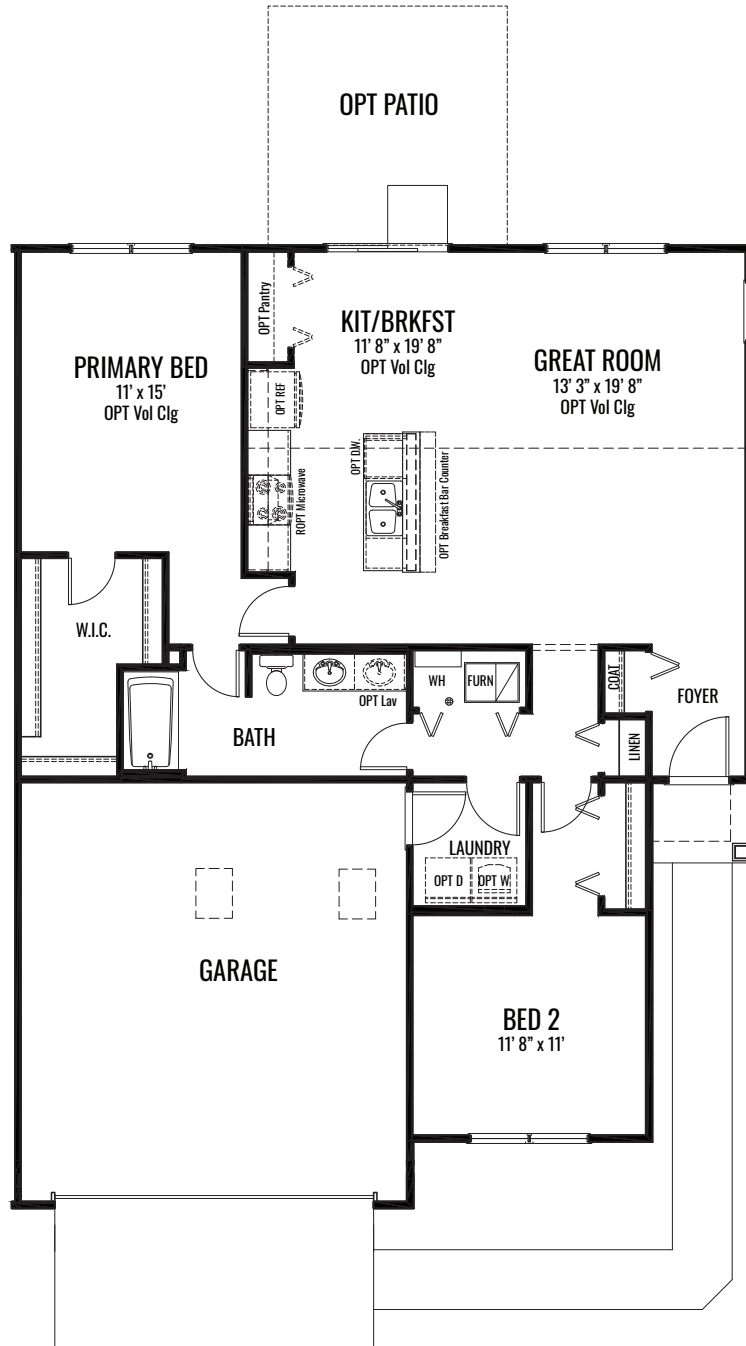 OPT PATIO
OPT Pantry
KIT/BRKFST
11' 8” x 19' 8”
OPT Vol Clg
PRIMARY BED
11' x 15'
OPT Vol Clg
GREAT ROOM
13' 3” x 19' 8”
OPT Vol Clg
OPT REF
ROPT Microwave
OPT D.W.
OPT Breakfast Bar Counter
W.I.C.
WH
FURN
COAT
FOYER
OPT Lav
BATH
LINEN
LAUNDRY
OPT D
OPT W
GARAGE
BED 2
11' 8” x 11'